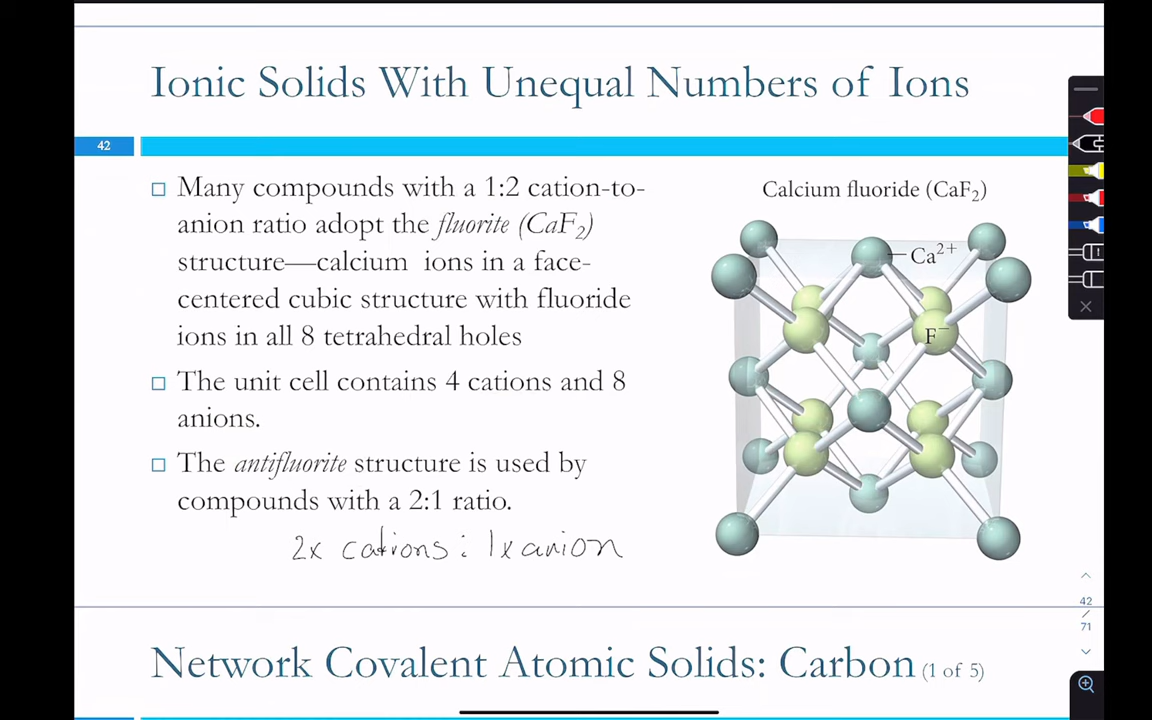 Ionic Solids With Unequal Numbers of Ions
42
Many compounds with a 1:2 cation-to-
anion ratio adopt the fluorite (CaF₂)
structure—calcium ions in a face-
centered cubic structure with fluoride
ions in all 8 tetrahedral holes
The unit cell contains 4 cations and 8
anions.
The antifluorite structure is used by
compounds with a 2:1 ratio.
2x cations : 1x anion
Calcium fluoride (CaF₂)
Ca²⁺
F⁻
42
/
71
Network Covalent Atomic Solids: Carbon (1 of 5)